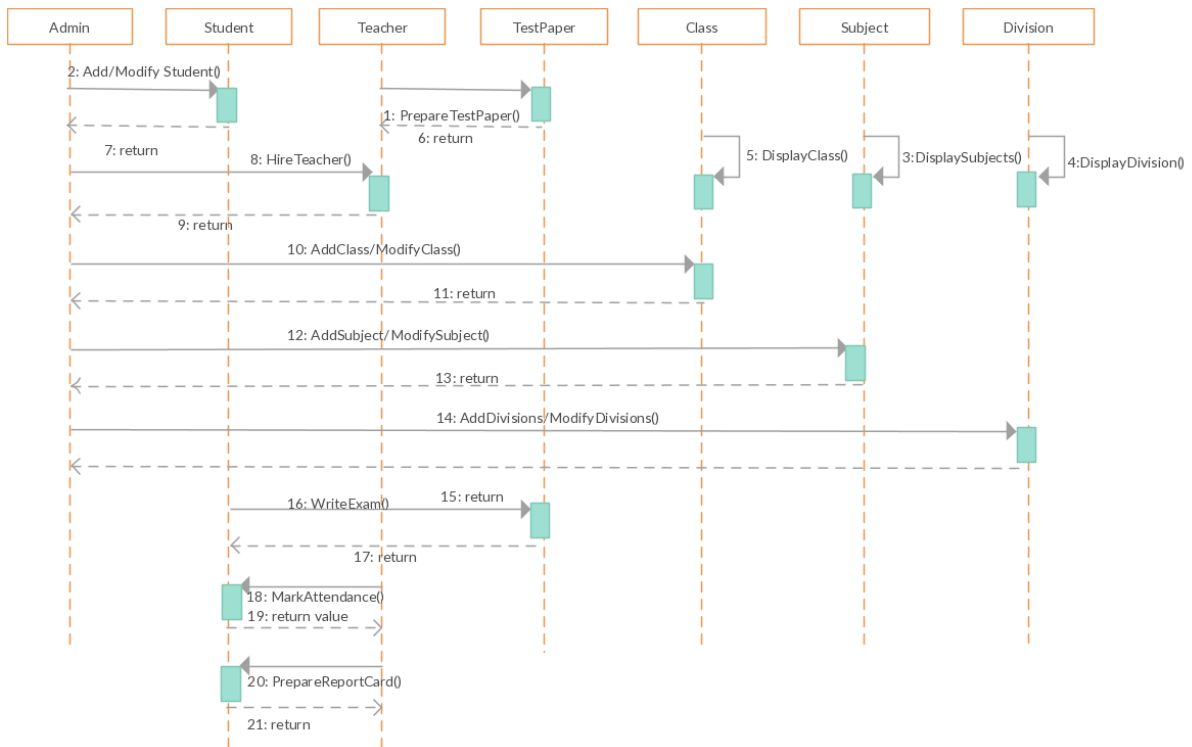 Admin
Student
Teacher
TestPaper
Class
Subject
Division
2: Add/Modify Student()
1: PrepareTestPaper()
6: return
7: return
8: HireTeacher()
5: DisplayClass()
3:DisplaySubjects()
4:DisplayDivision()
9: return
10: AddClass/ModifyClass()
11: return
12: AddSubject/ModifySubject()
13: return
14: AddDivisions/ModifyDivisions()
15: return
16: WriteExam()
17: return
18: MarkAttendance()
19: return value
20: PrepareReportCard()
21: return